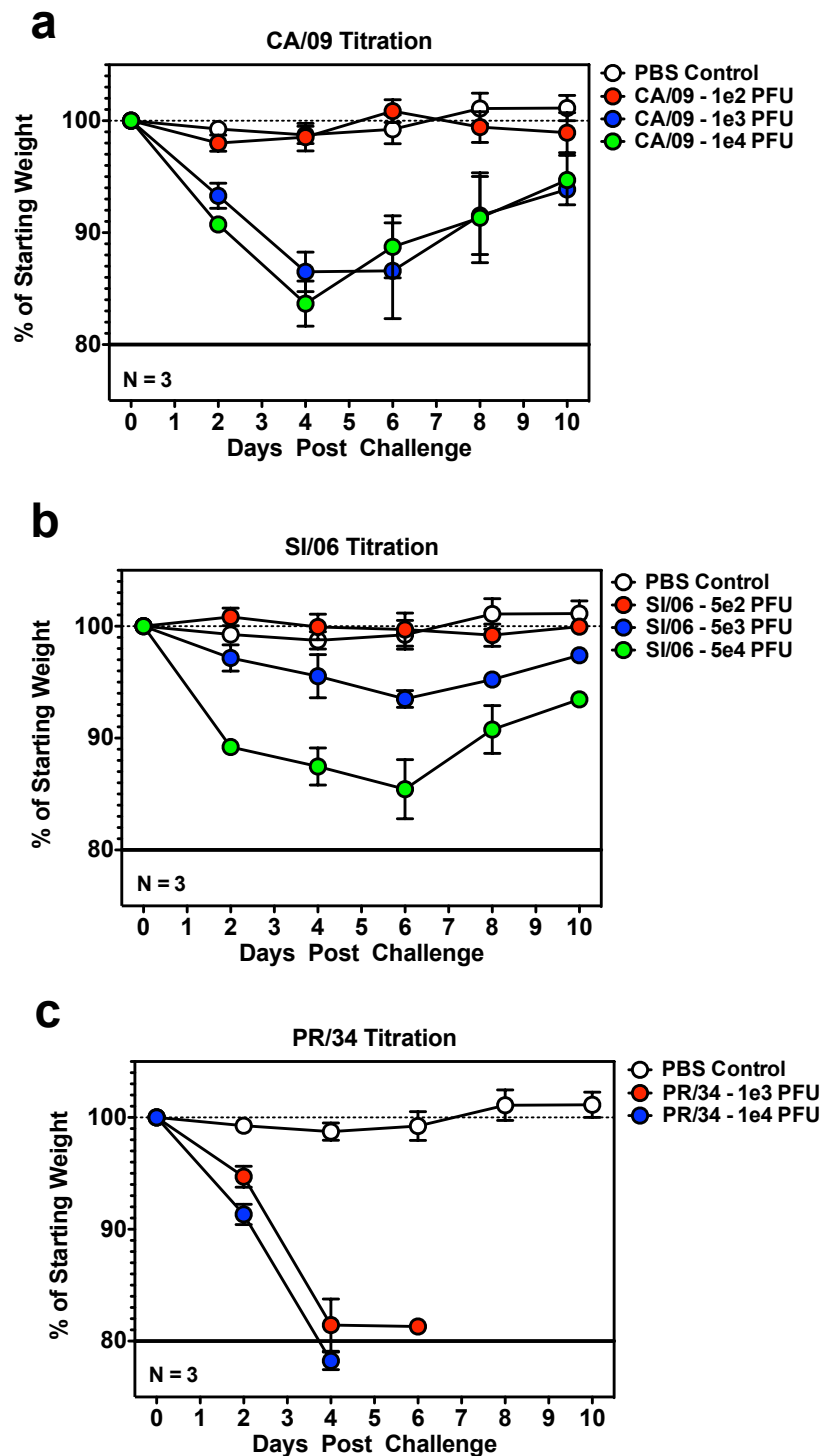 a
CA/09 Titration
PBS Control
CA/09 - 1e2 PFU
CA/09 - 1e3 PFU
CA/09 - 1e4 PFU
% of Starting Weight
100
90
80
N = 3
0 1 2 3 4 5 6 7 8 9 10
Days Post Challenge
b
SI/06 Titration
PBS Control
SI/06 - 5e2 PFU
SI/06 - 5e3 PFU
SI/06 - 5e4 PFU
% of Starting Weight
100
90
80
N = 3
0 1 2 3 4 5 6 7 8 9 10
Days Post Challenge
c
PR/34 Titration
PBS Control
PR/34 - 1e3 PFU
PR/34 - 1e4 PFU
% of Starting Weight
100
90
80
N = 3
0 1 2 3 4 5 6 7 8 9 10
Days Post Challenge